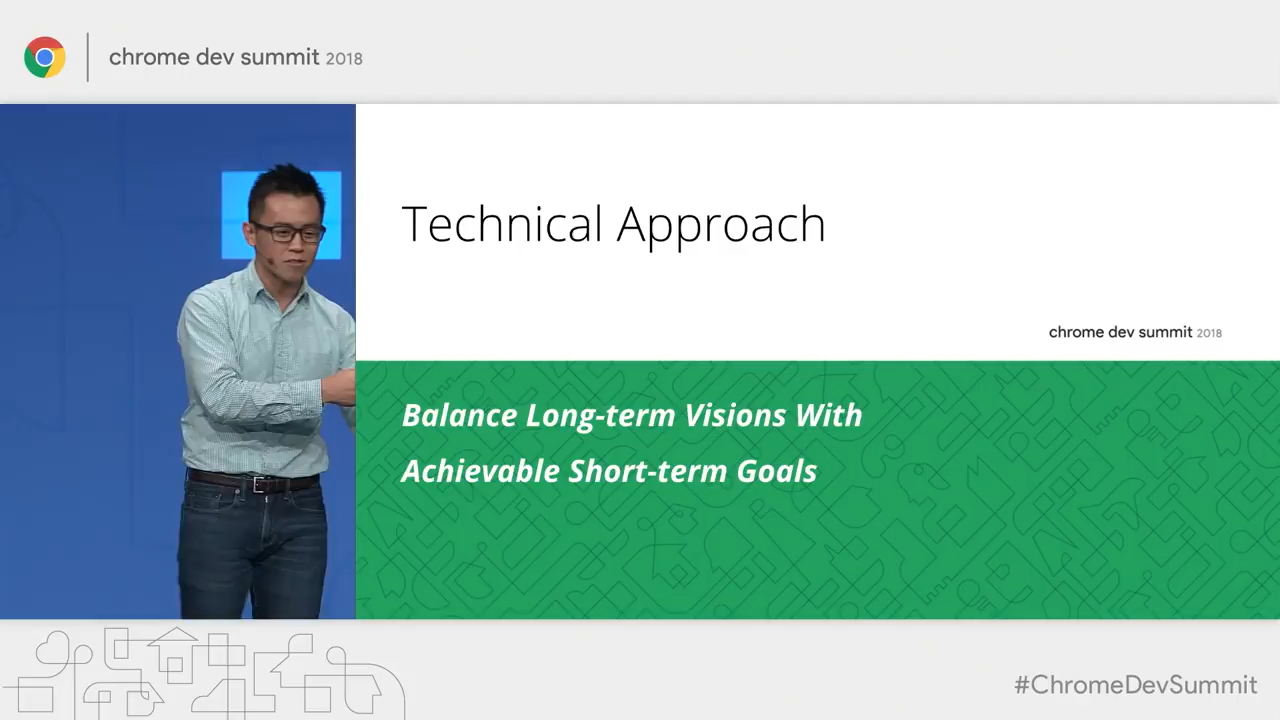 chrome dev summit 2018
Technical Approach
chrome dev summit 2018
Balance Long-term Visions With
Achievable Short-term Goals
#ChromeDevSummit